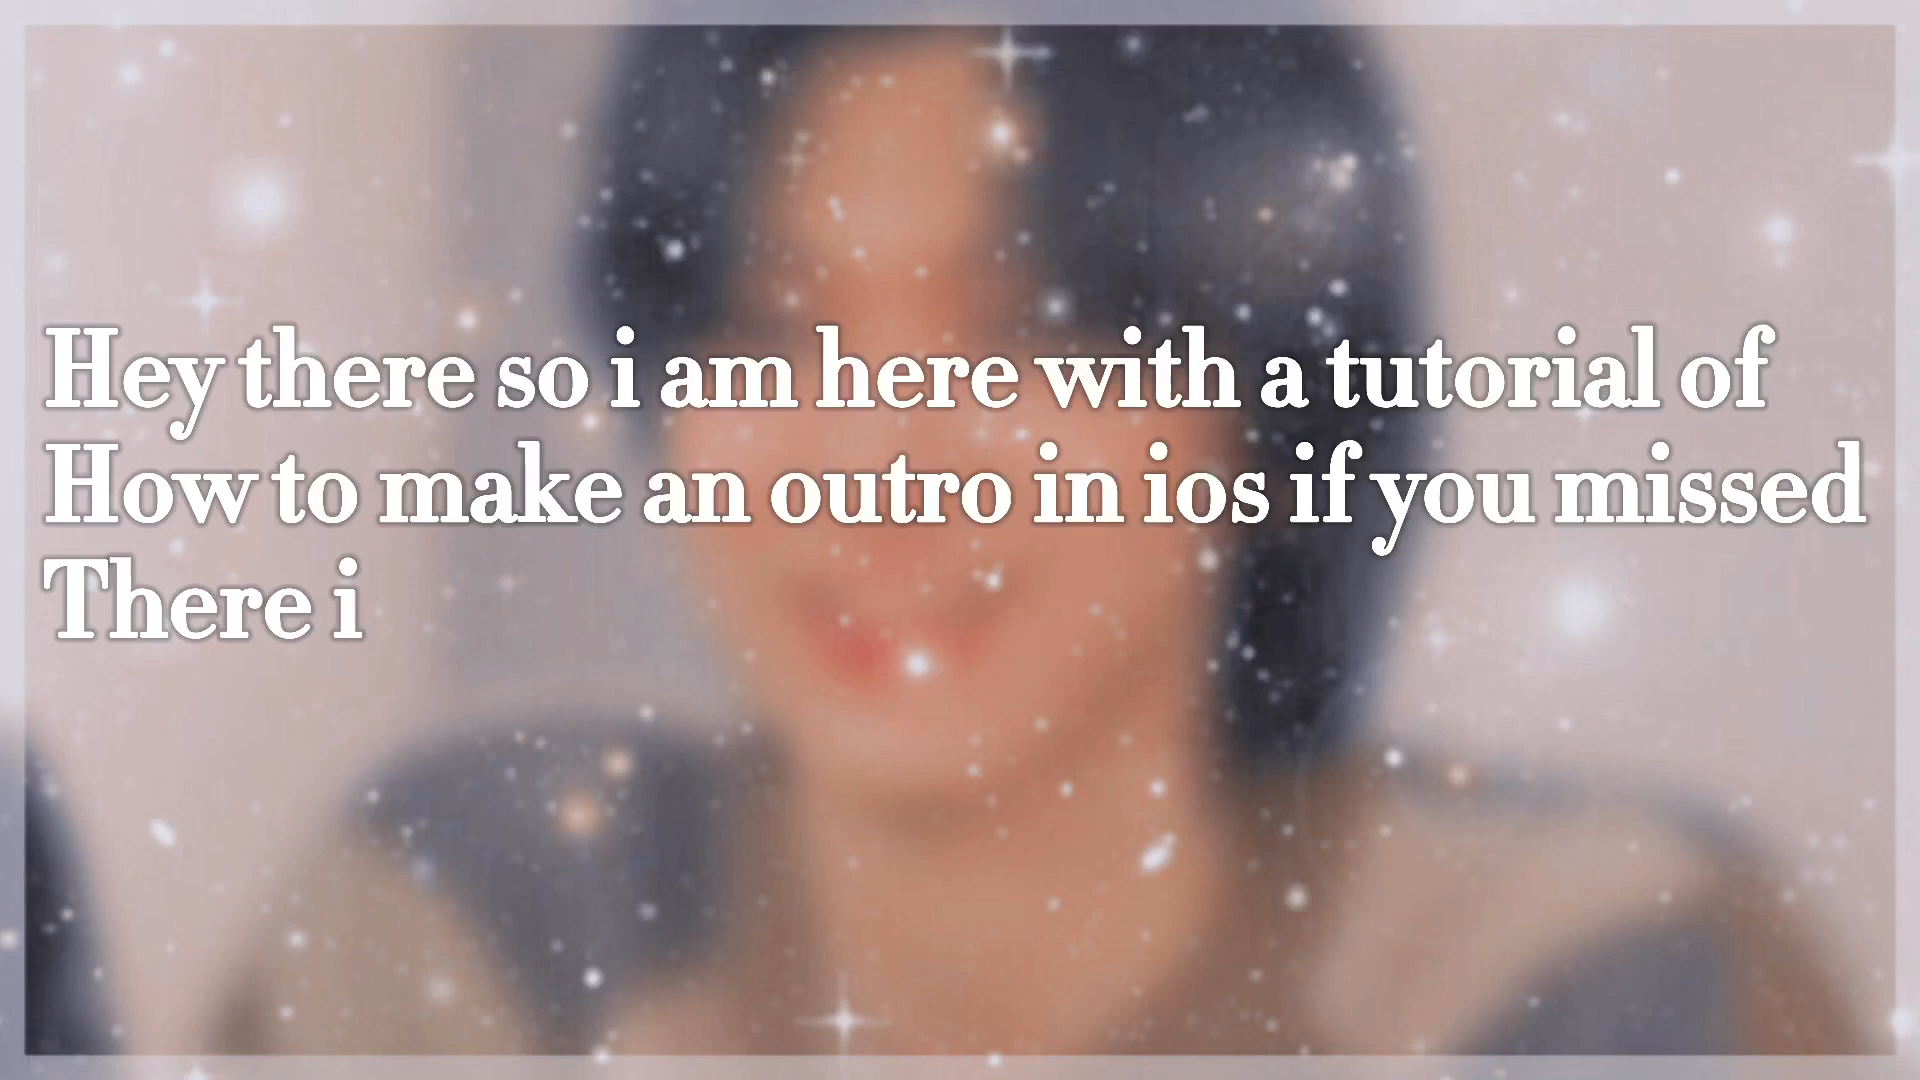 Hey there so i am here with a tutorial of
How to make an outro in ios if you missed
There i